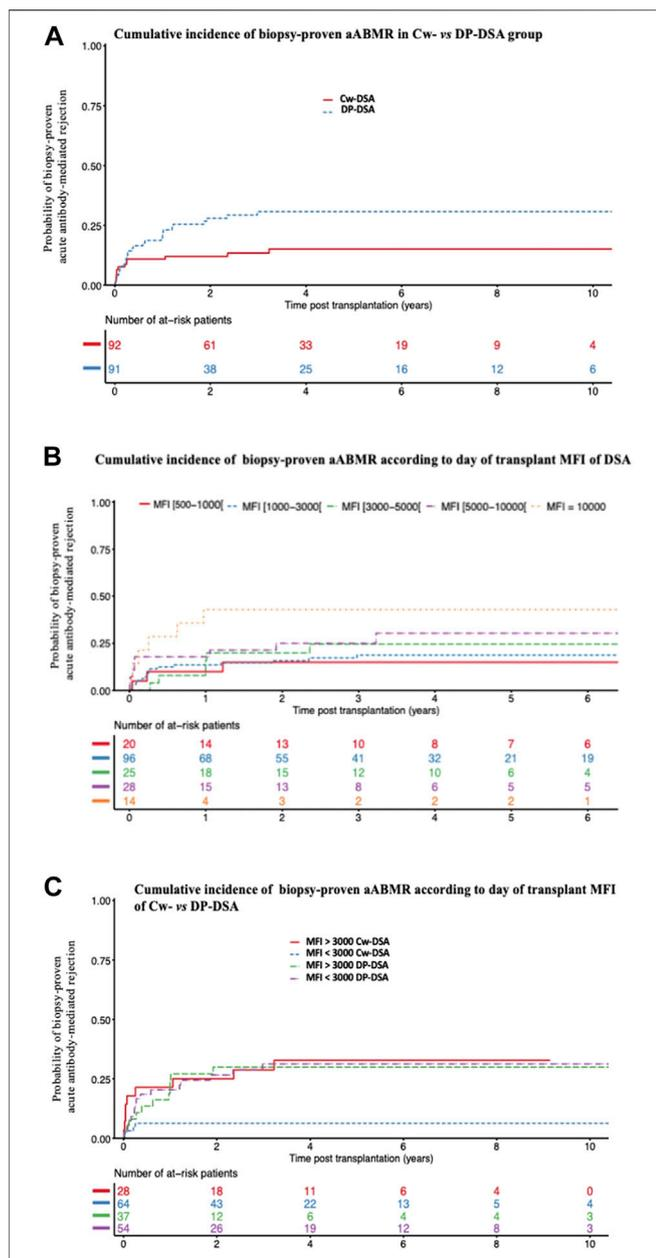 A
Cumulative incidence of biopsy-proven aABMR in Cw- vs DP-DSA group
Probability of biopsy-proven
acute antibody-mediated rejection
1.00
0.75
0.50
0.25
0.00
Cw-DSA
DP-DSA
0 2 4 6 8 10
Time post transplantation (years)
Number of at-risk patients
92 61 33 19 9 4
91 38 25 16 12 6
0 2 4 6 8 10
B
Cumulative incidence of biopsy-proven aABMR according to day of transplant MFI of DSA
Probability of biopsy-proven
acute antibody-mediated rejection
1.00
0.75
0.50
0.25
0.00
MFI [500-1000[ MFI [1000-3000[ MFI [3000-5000[ MFI [5000-10000[ MFI = 10000
0 1 2 3 4 5 6
Time post transplantation (years)
Number of at-risk patients
20 14 13 10 8 7 6
96 68 55 41 32 21 19
25 18 15 12 10 6 4
28 15 13 8 6 5 5
14 4 3 2 2 2 1
0 1 2 3 4 5 6
C
Cumulative incidence of biopsy-proven aABMR according to day of transplant MFI
of Cw- vs DP-DSA
Probability of biopsy-proven
acute antibody-mediated rejection
1.00
0.75
0.50
0.25
0.00
MFI > 3000 Cw-DSA
MFI < 3000 Cw-DSA
MFI > 3000 DP-DSA
MFI < 3000 DP-DSA
0 2 4 6 8 10
Time post transplantation (years)
Number of at-risk patients
28 18 11 6 4 0
64 43 22 13 5 4
37 12 6 4 4 3
54 26 19 12 8 3
0 2 4 6 8 10